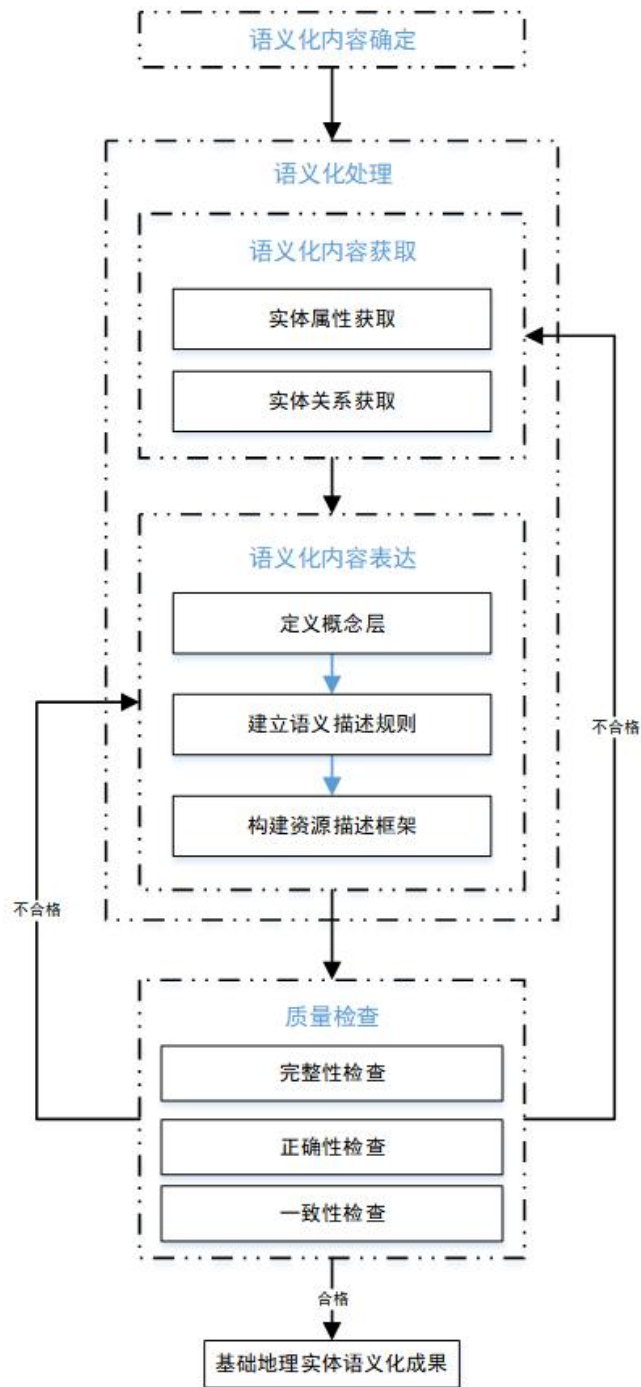 语义化内容确定
语义化处理
语义化内容获取
实体属性获取
实体关系获取
语义化内容表达
定义概念层
建立语义描述规则
不合格
构建资源描述框架
不合格
质量检查
完整性检查
正确性检查
一致性检查
合格
基础地理实体语义化成果